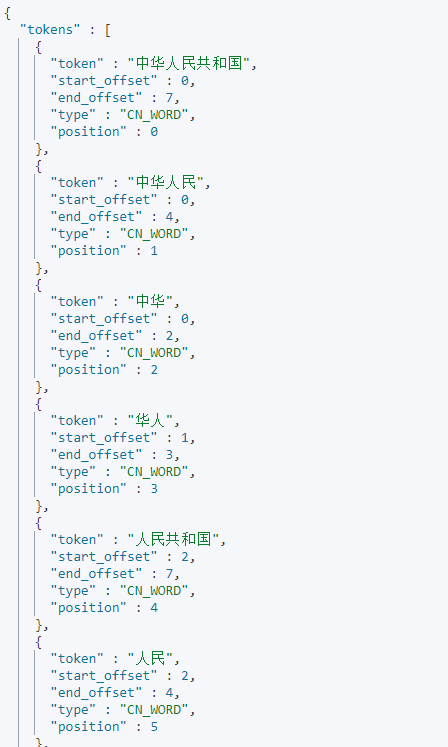 {
"tokens" : [
{
"token" : "中华人民共和国",
"start_offset" : 0,
"end_offset" : 7,
"type" : "CN_WORD",
"position" : 0
},
{
"token" : "中华人民",
"start_offset" : 0,
"end_offset" : 4,
"type" : "CN_WORD",
"position" : 1
},
{
"token" : "中华",
"start_offset" : 0,
"end_offset" : 2,
"type" : "CN_WORD",
"position" : 2
},
{
"token" : "华人",
"start_offset" : 1,
"end_offset" : 3,
"type" : "CN_WORD",
"position" : 3
},
{
"token" : "人民共和国",
"start_offset" : 2,
"end_offset" : 7,
"type" : "CN_WORD",
"position" : 4
},
{
"token" : "人民",
"start_offset" : 2,
"end_offset" : 4,
"type" : "CN_WORD",
"position" : 5
},